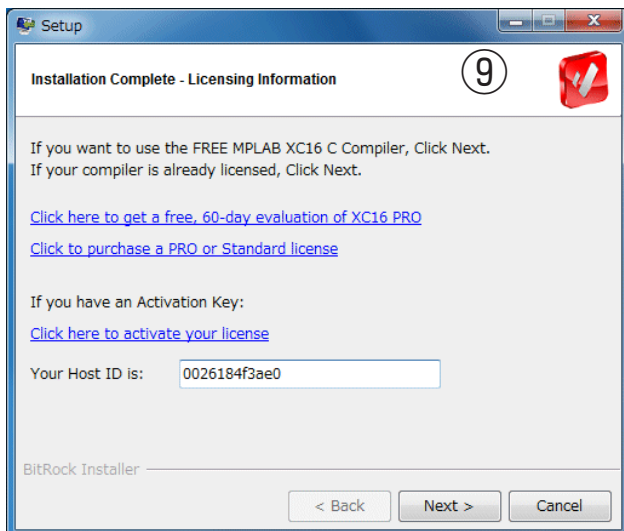 Setup
Installation Complete - Licensing Information
⑨
If you want to use the FREE MPLAB XC16 C Compiler, Click Next.
If your compiler is already licensed, Click Next.
Click here to get a free, 60-day evaluation of XC16 PRO
Click to purchase a PRO or Standard license
If you have an Activation Key:
Click here to activate your license
Your Host ID is: 0026184f3ae0
BitRock Installer
< Back Next > Cancel